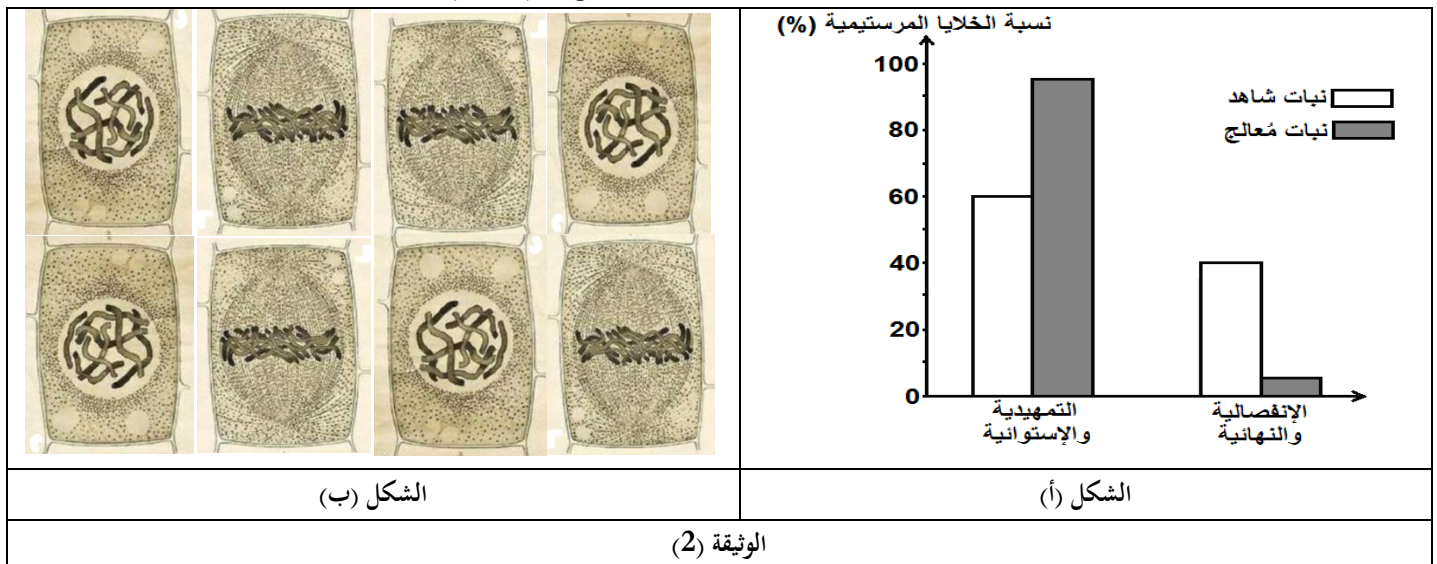 نسبة الخلايا المرستيمية (%)
100
80
60
40
20
0
نبات شاهد
نبات مُعالج
التمهيدية
والإستوائية
الإنفصالية
والنهائية
الشكل (أ)
الشكل (ب)
الوثيقة (2)